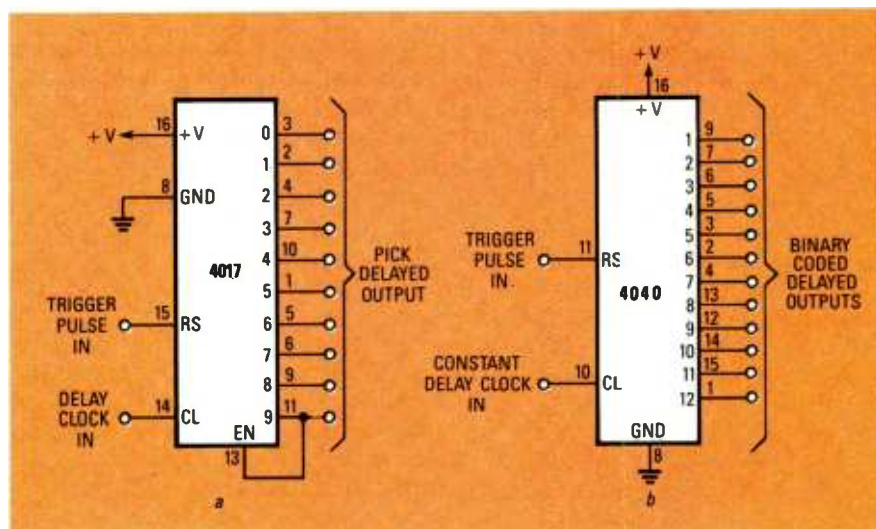 +V
16
+V
3
0
2
1
4
2
7
3
10
4
1
5
5
6
6
7
9
8
11
9
8
GND
4017
TRIGGER
PULSE
IN
15
RS
DELAY
CLOCK
IN
14
CL
EN
13
PICK
DELAYED
OUTPUT
a
+V
16
+V
9
1
7
2
6
3
5
4
3
5
2
6
4
7
13
8
12
9
14
10
15
11
1
12
TRIGGER
PULSE
IN
11
RS
4040
CONSTANT
DELAY CLOCK
IN
10
CL
GND
8
BINARY
CODED
DELAYED
OUTPUTS
b